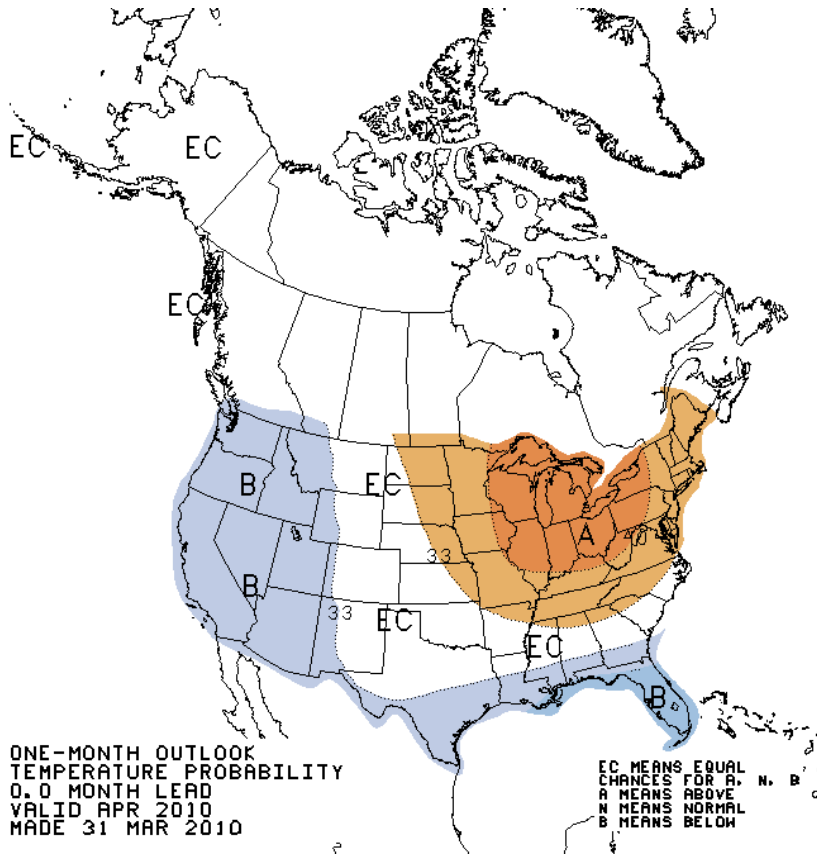 EC
EC
EC
B
EC
A
40
33
B
33
EC
EC
B
ONE-MONTH OUTLOOK
TEMPERATURE PROBABILITY
0.0 MONTH LEAD
VALID APR 2010
MADE 31 MAR 2010
EC MEANS EQUAL
CHANCES FOR A, N, B
A MEANS ABOVE
N MEANS NORMAL
B MEANS BELOW